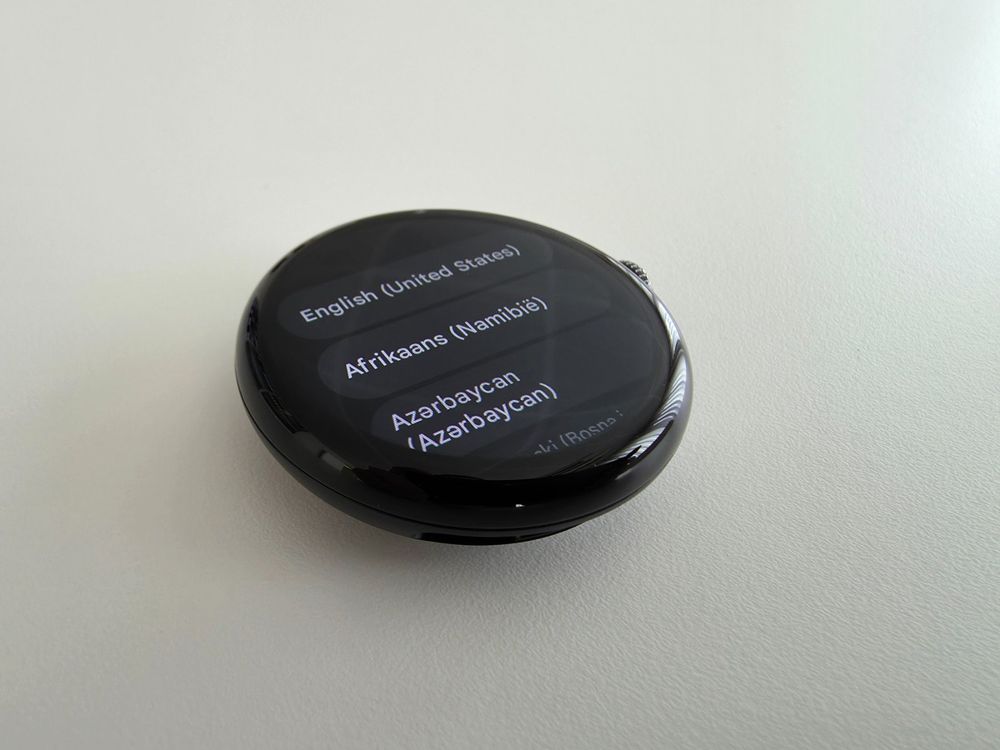 English (United States)
Afrikaans (Namibië)
Azərbaycan
(Azərbaycan)